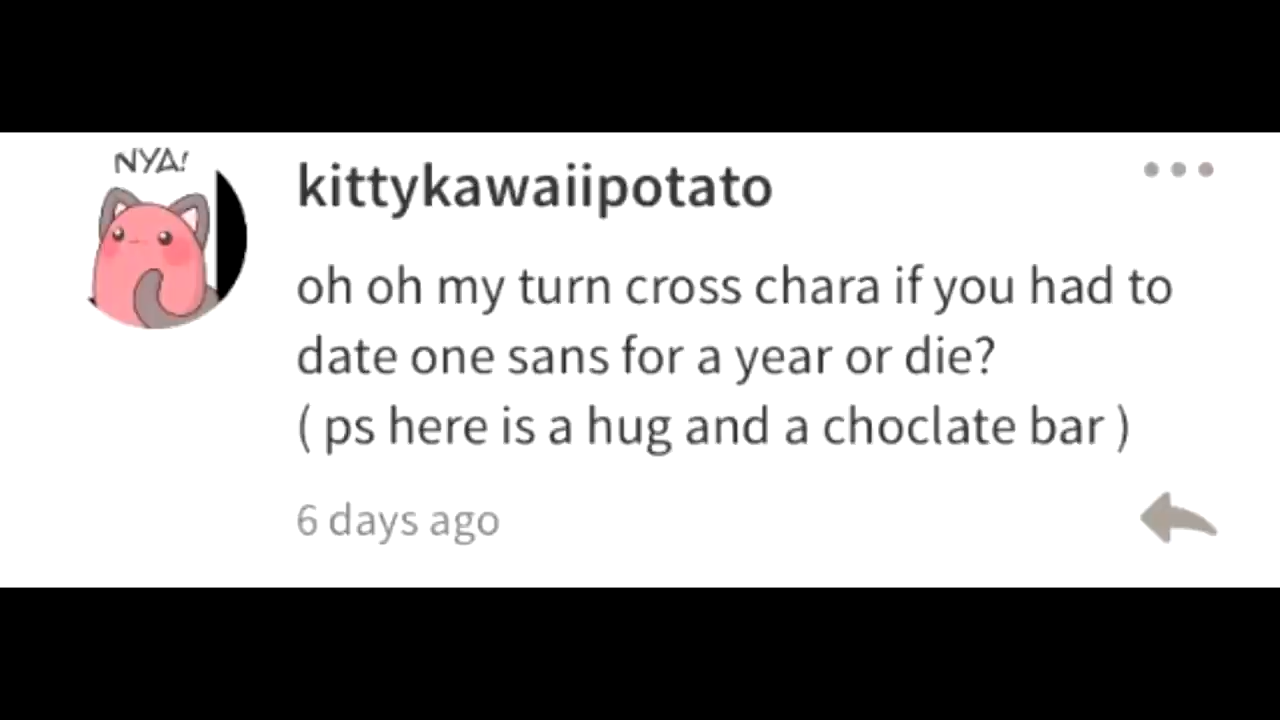 NYA!
kittykawaiipotato
oh oh my turn cross chara if you had to
date one sans for a year or die?
( ps here is a hug and a choclate bar )
6 days ago